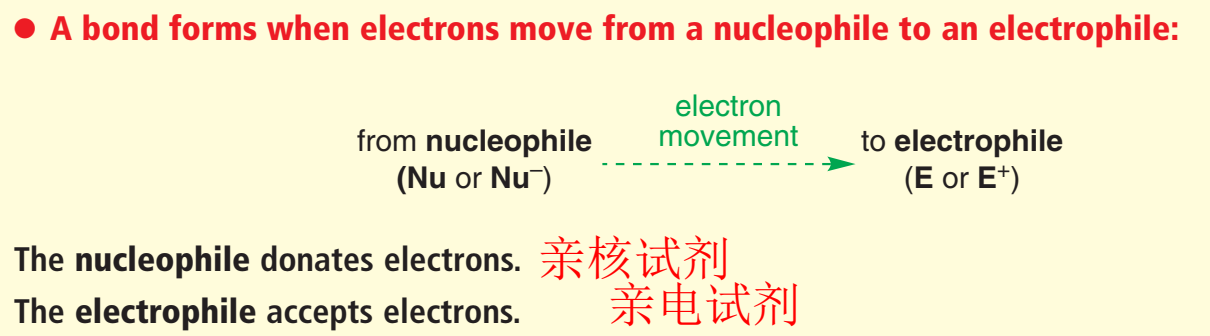 ● A bond forms when electrons move from a nucleophile to an electrophile:
electron
movement
from nucleophile
(Nu or Nu⁻)
to electrophile
(E or E⁺)
The nucleophile donates electrons. 亲核试剂
The electrophile accepts electrons. 亲电试剂